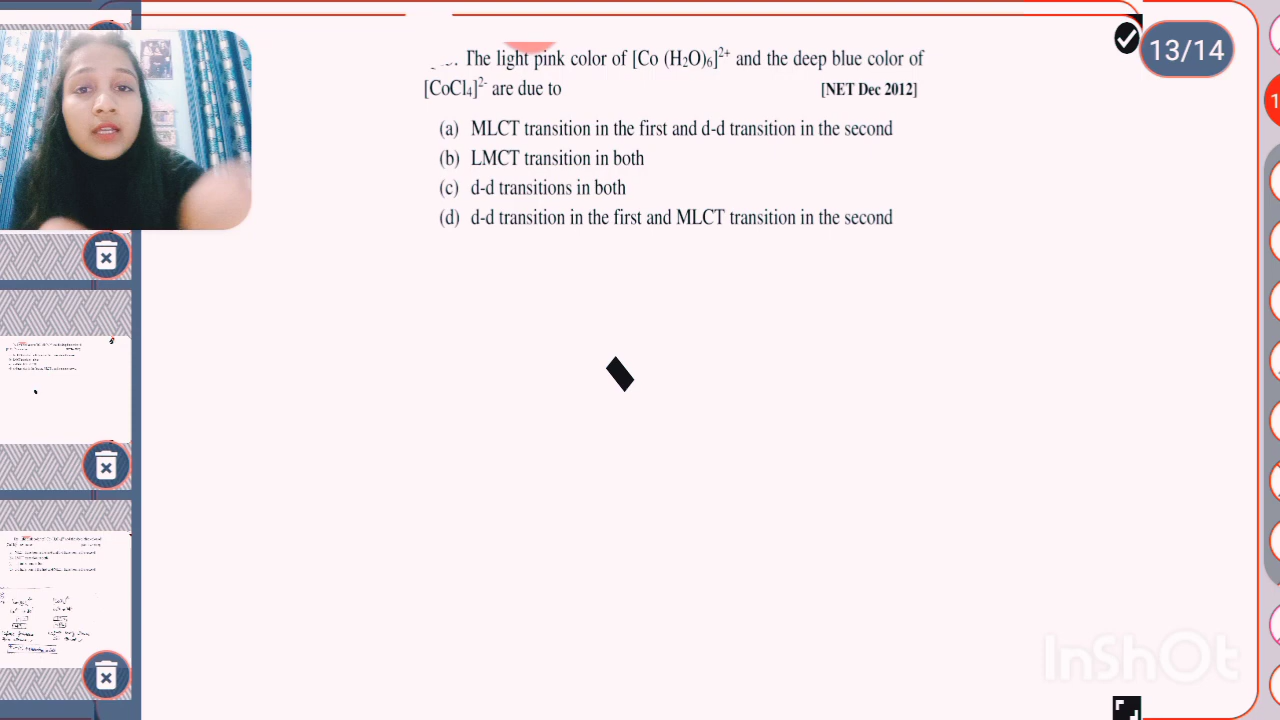 13/14
The light pink color of [Co (H₂O)₆]²⁺ and the deep blue color of
[CoCl₄]²⁻ are due to [NET Dec 2012]
(a) MLCT transition in the first and d-d transition in the second
(b) LMCT transition in both
(c) d-d transitions in both
(d) d-d transition in the first and MLCT transition in the second
InShOt